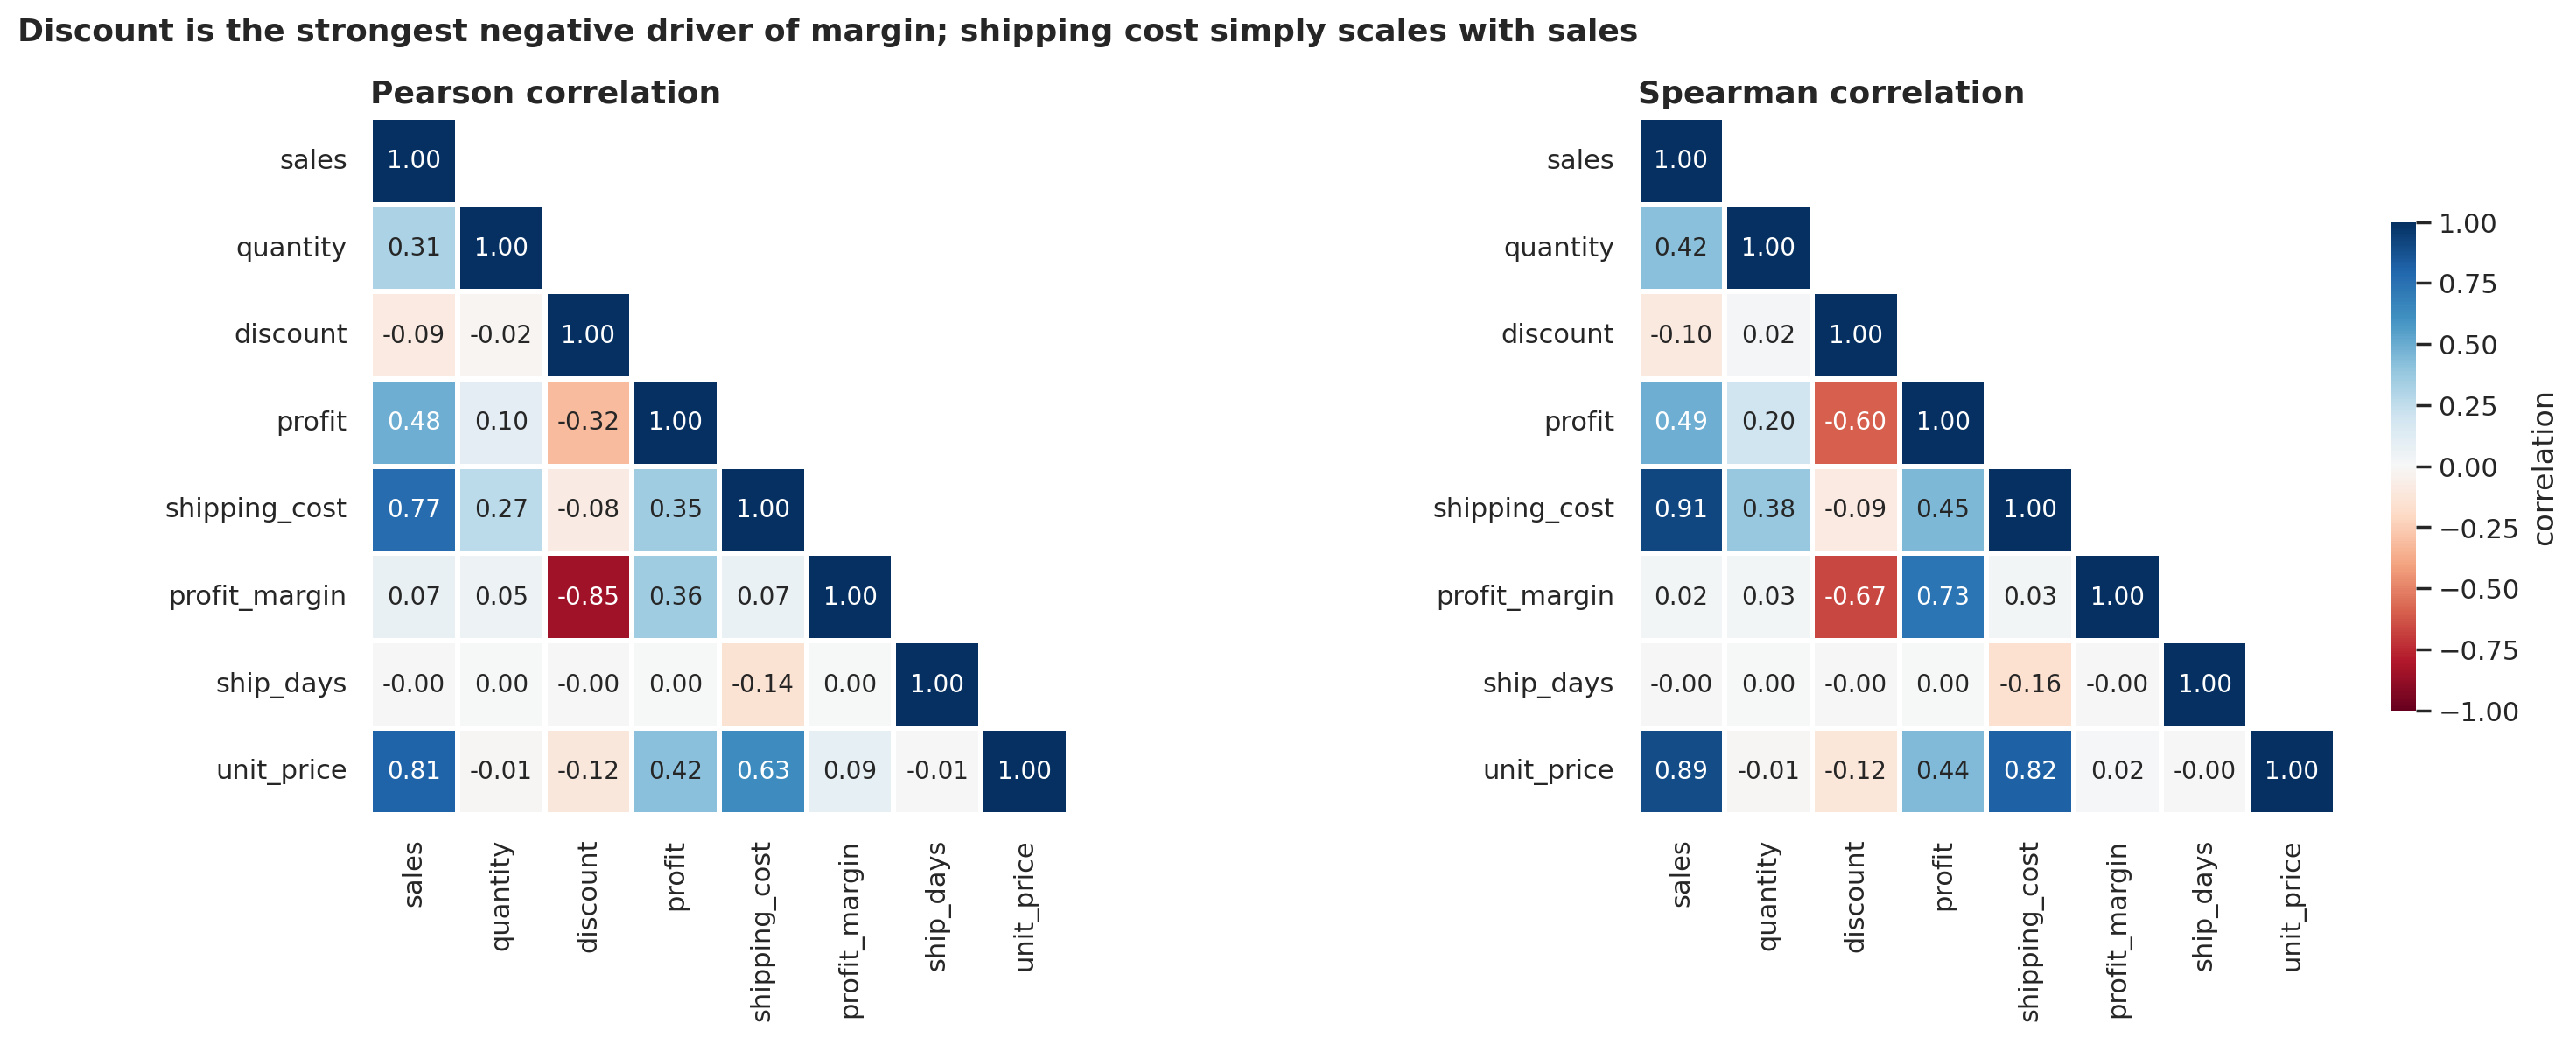 Discount is the strongest negative driver of margin; shipping cost simply scales with sales
Pearson correlation
sales 1.00
quantity 0.31 1.00
discount -0.09 -0.02 1.00
profit 0.48 0.10 -0.32 1.00
shipping_cost 0.77 0.27 -0.08 0.35 1.00
profit_margin 0.07 0.05 -0.85 0.36 0.07 1.00
ship_days -0.00 0.00 -0.00 0.00 -0.14 0.00 1.00
unit_price 0.81 -0.01 -0.12 0.42 0.63 0.09 -0.01 1.00
sales quantity discount profit shipping_cost profit_margin ship_days unit_price
Spearman correlation
sales 1.00
quantity 0.42 1.00
discount -0.10 0.02 1.00
profit 0.49 0.20 -0.60 1.00
shipping_cost 0.91 0.38 -0.09 0.45 1.00
profit_margin 0.02 0.03 -0.67 0.73 0.03 1.00
ship_days -0.00 0.00 -0.00 0.00 -0.16 -0.00 1.00
unit_price 0.89 -0.01 -0.12 0.44 0.82 0.02 -0.00 1.00
sales quantity discount profit shipping_cost profit_margin ship_days unit_price
1.00
0.75
0.50
0.25
0.00
−0.25
−0.50
−0.75
−1.00
correlation